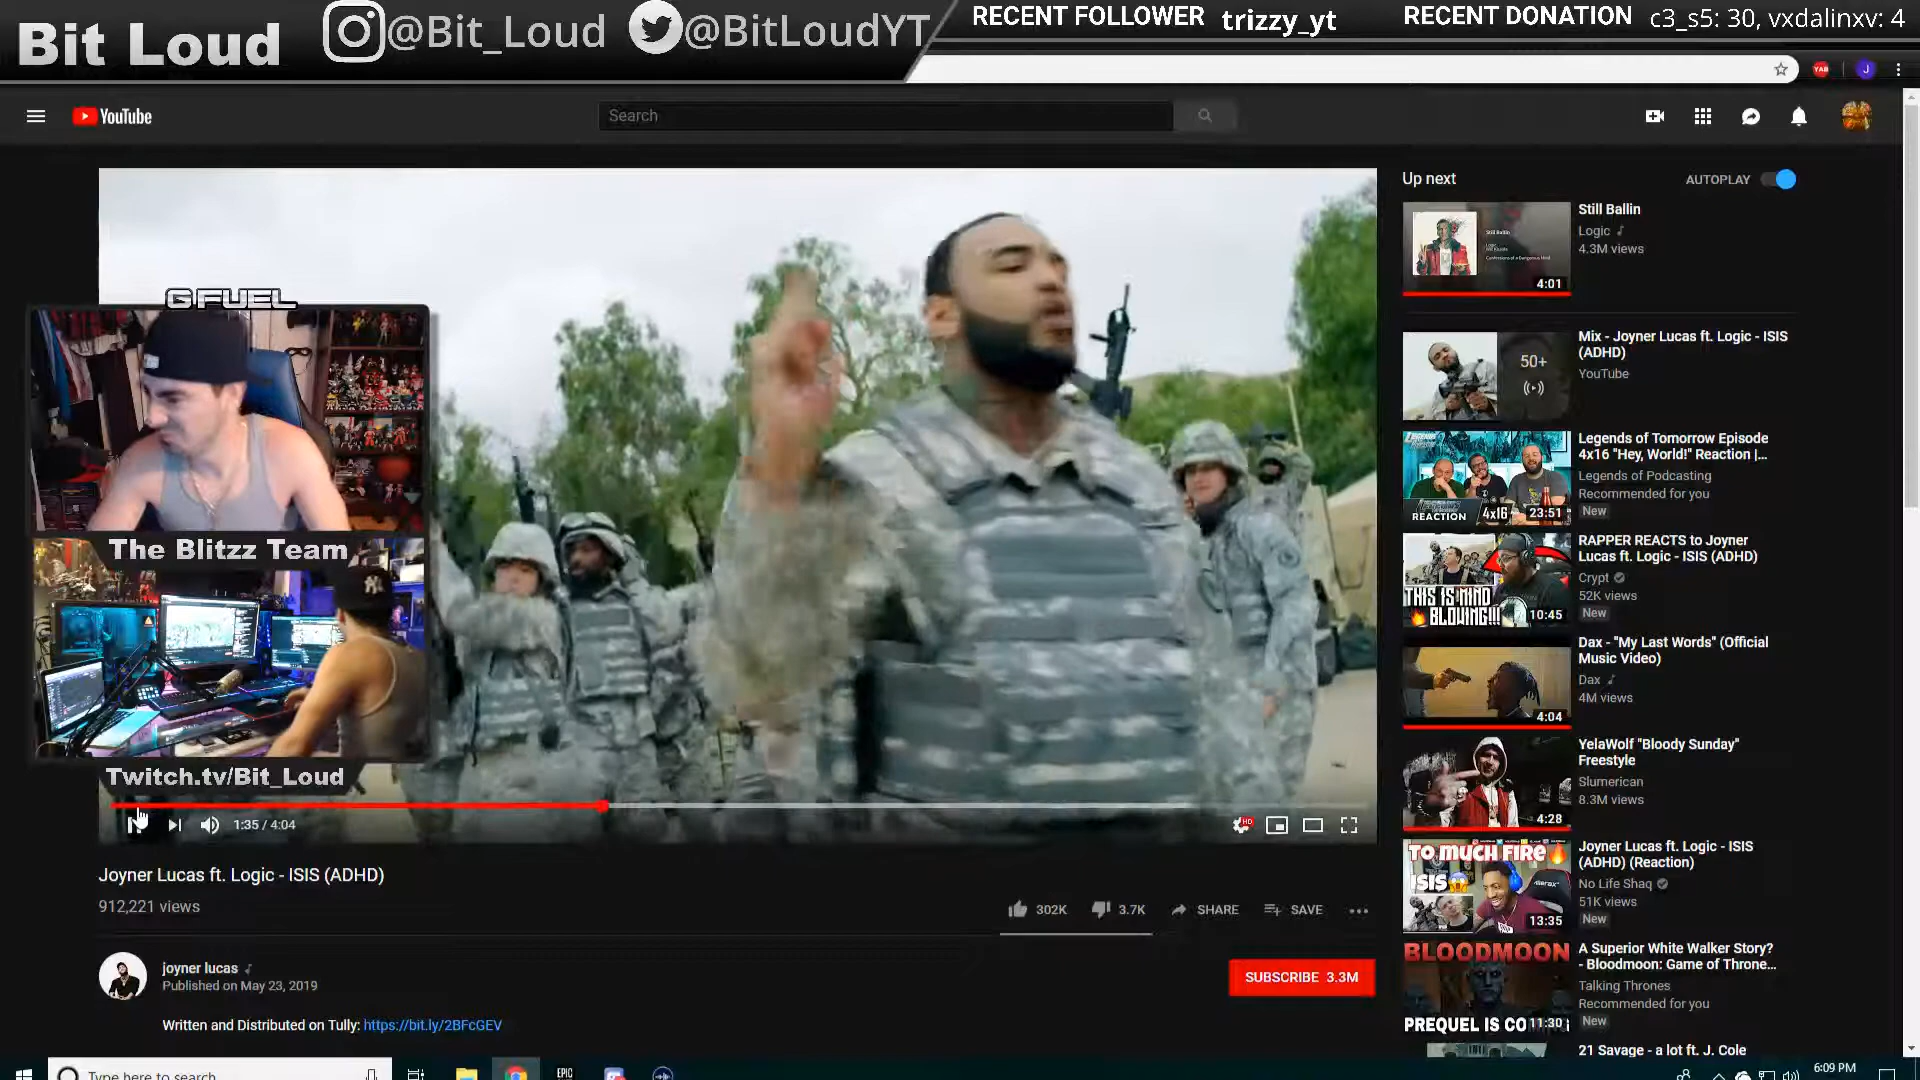 Bit Loud
@Bit_Loud
@BitLoudYT
RECENT FOLLOWER trizzy_yt
RECENT DONATION c3_s5: 30, vxdalinxv: 4
YouTube
Search
Up next
AUTOPLAY
Still Ballin
Logic
4.3M views
4:01
50+
Mix - Joyner Lucas ft. Logic - ISIS
(ADHD)
YouTube
Legends of Tomorrow Episode
4x16 "Hey, World!" Reaction |...
Legends of Podcasting
Recommended for you
New
REACTION 4x16 23:51
RAPPER REACTS to Joyner
Lucas ft. Logic - ISIS (ADHD)
Crypt
52K views
New
THIS IS MIND
BLOWING!!! 10:45
Dax - "My Last Words" (Official
Music Video)
Dax
4M views
4:04
YelaWolf "Bloody Sunday"
Freestyle
Slumerican
8.3M views
4:28
Joyner Lucas ft. Logic - ISIS
(ADHD) (Reaction)
No Life Shaq
51K views
New
TO MUCH FIRE
ISIS
13:35
A Superior White Walker Story?
- Bloodmoon: Game of Throne...
Talking Thrones
Recommended for you
New
BLOODMOON
11:30
21 Savage - a lot ft. J. Cole
G FUEL
The Blitzz Team
Twitch.tv/Bit_Loud
1:35 / 4:04
HD
Joyner Lucas ft. Logic - ISIS (ADHD)
912,221 views
302K 3.7K SHARE SAVE
joyner lucas
Published on May 23, 2019
SUBSCRIBE 3.3M
Written and Distributed on Tully: https://bit.ly/2BFcGEV
Type here to search
EPIC
6:09 PM